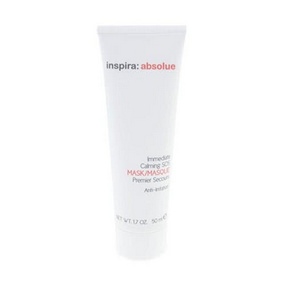 inspira: absolue
Immediate
Calming SOS
MASK/MASQUE
Premier Secours
Anti-irritation
NET WT. 1.7 OZ. 50 ml e